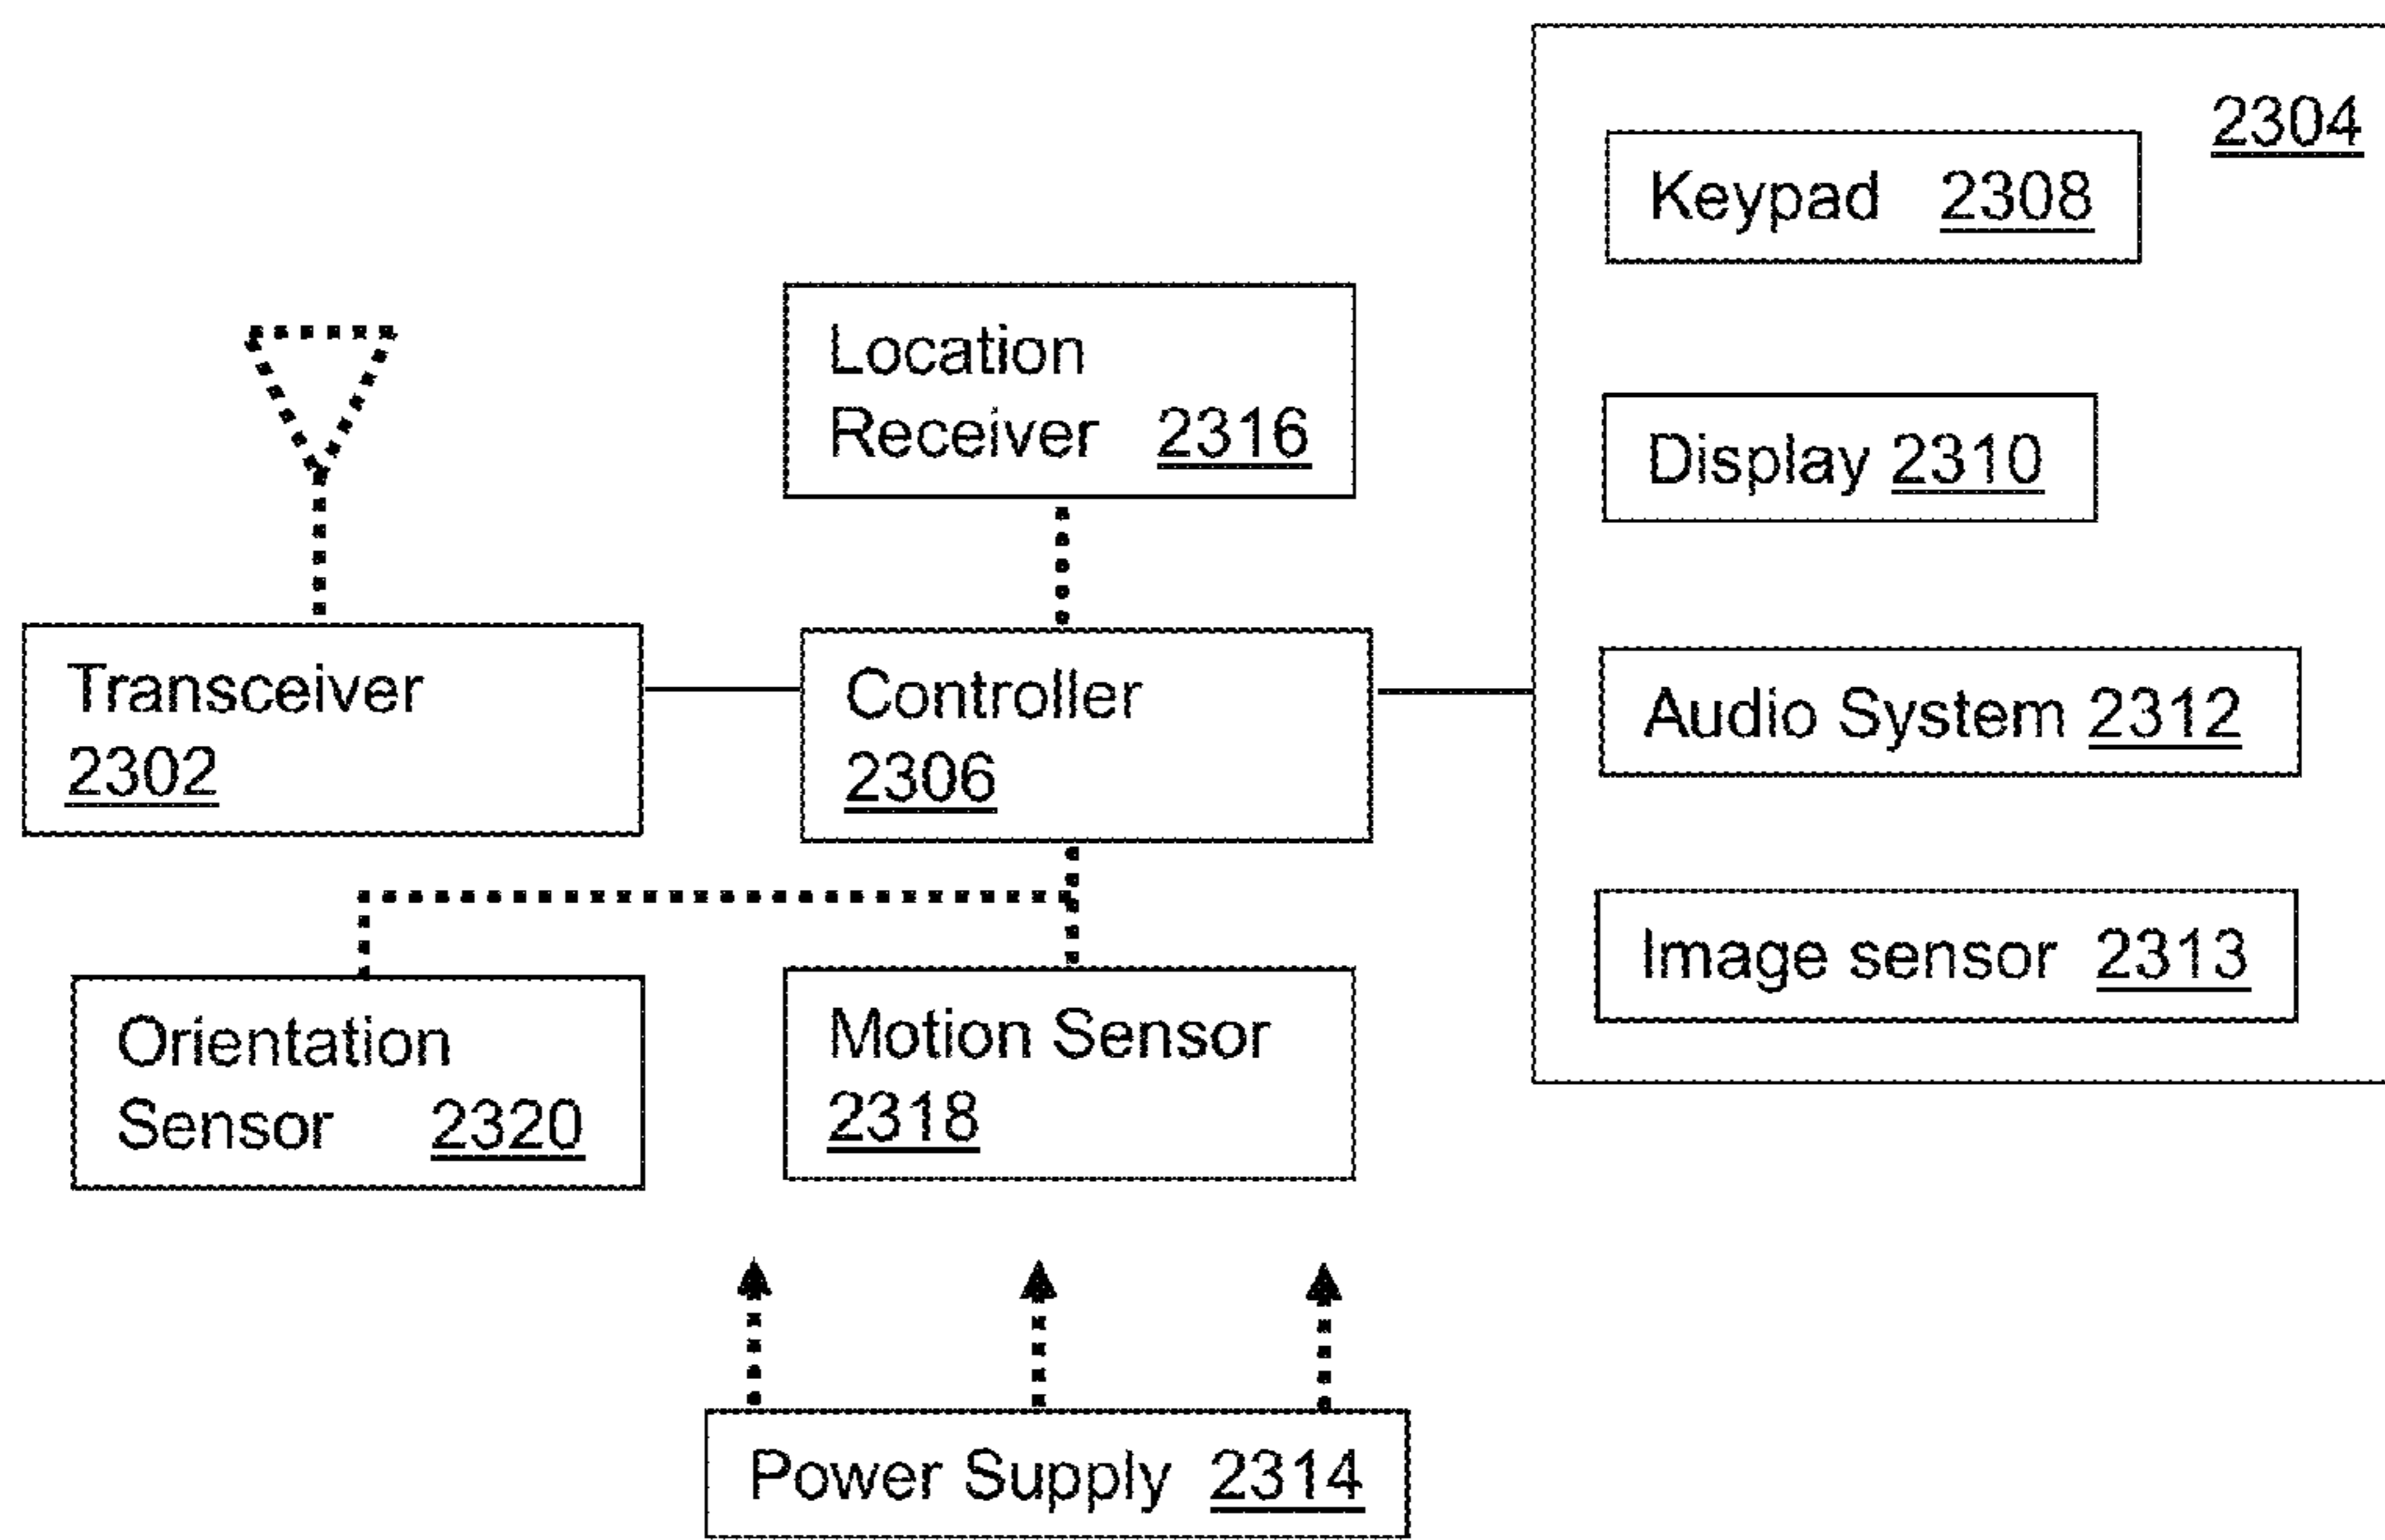 2304
Keypad 2308
Location
Receiver 2316
Display 2310
Transceiver
2302
Controller
2306
Audio System 2312
Image sensor 2313
Orientation
Sensor 2320
Motion Sensor
2318
Power Supply 2314